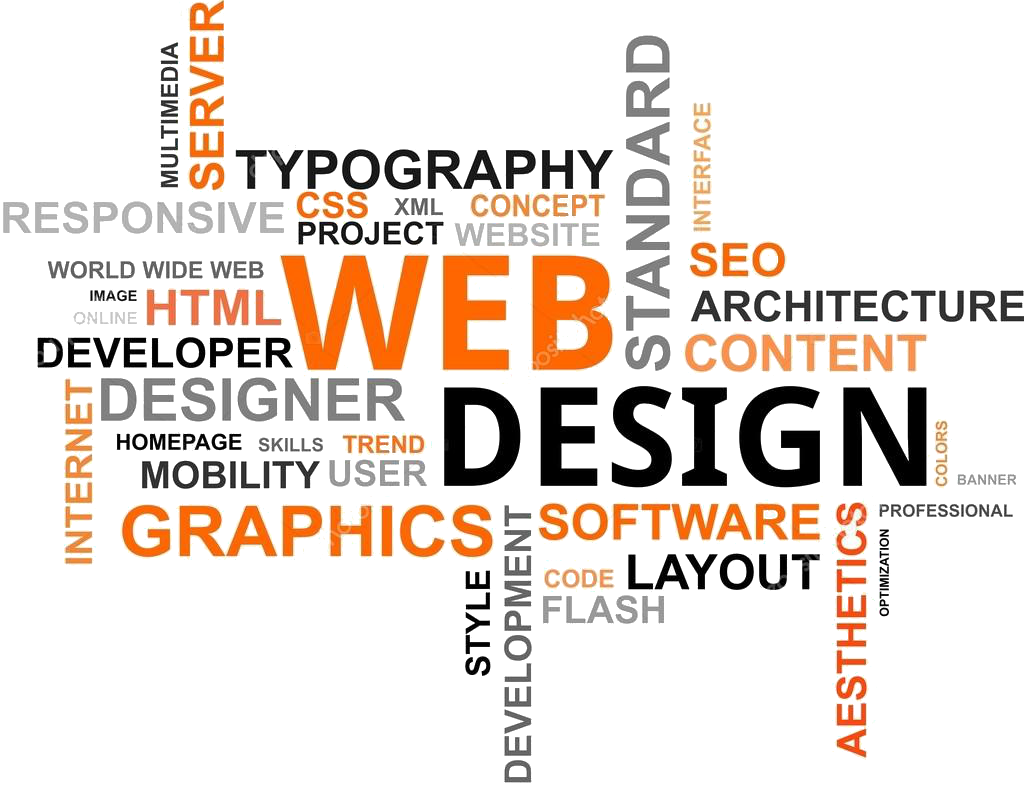 MULTIMEDIA
SERVER
TYPOGRAPHY
STANDARD
INTERFACE
RESPONSIVE
CSS
XML
CONCEPT
PROJECT
WEBSITE
WORLD WIDE WEB
IMAGE
HTML
ONLINE
WEB
SEO
ARCHITECTURE
DEVELOPER
CONTENT
INTERNET
DESIGNER
DESIGN
HOMEPAGE
SKILLS
TREND
COLORS
MOBILITY
USER
BANNER
GRAPHICS
SOFTWARE
AESTHETICS
PROFESSIONAL
STYLE
DEVELOPMENT
CODE
LAYOUT
OPTIMIZATION
FLASH